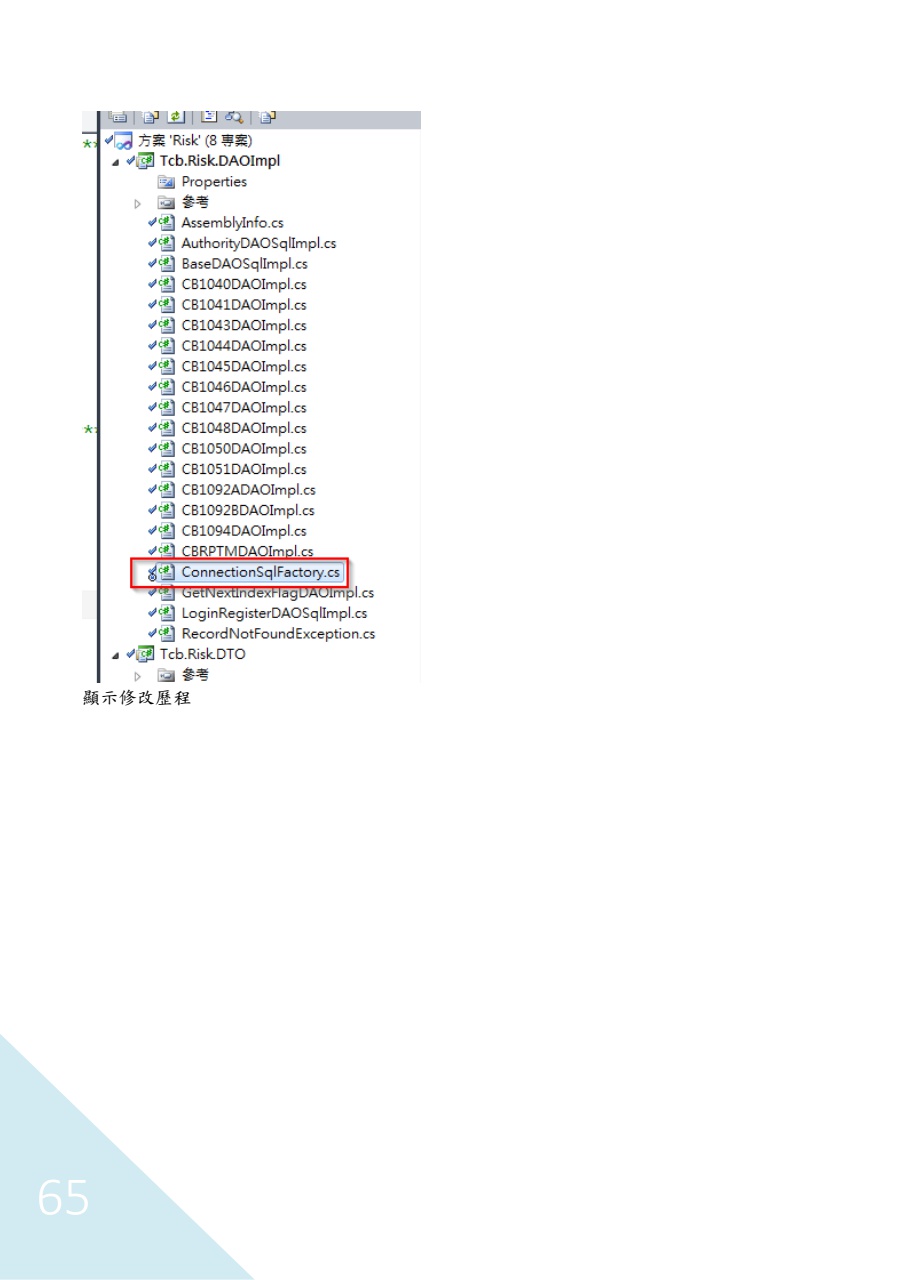 方案 'Risk' (8 專案)
Tcb.Risk.DAOImpl
Properties
參考
AssemblyInfo.cs
AuthorityDAOSqlImpl.cs
BaseDAOSqlImpl.cs
CB1040DAOImpl.cs
CB1041DAOImpl.cs
CB1043DAOImpl.cs
CB1044DAOImpl.cs
CB1045DAOImpl.cs
CB1046DAOImpl.cs
CB1047DAOImpl.cs
CB1048DAOImpl.cs
CB1050DAOImpl.cs
CB1051DAOImpl.cs
CB1092ADAOImpl.cs
CB1092BDAOImpl.cs
CB1094DAOImpl.cs
CBRPTMDAOImpl.cs
ConnectionSqlFactory.cs
GetNextIndexFlagDAOImpl.cs
LoginRegisterDAOSqlImpl.cs
RecordNotFoundException.cs
Tcb.Risk.DTO
參考
顯示修改歷程
65